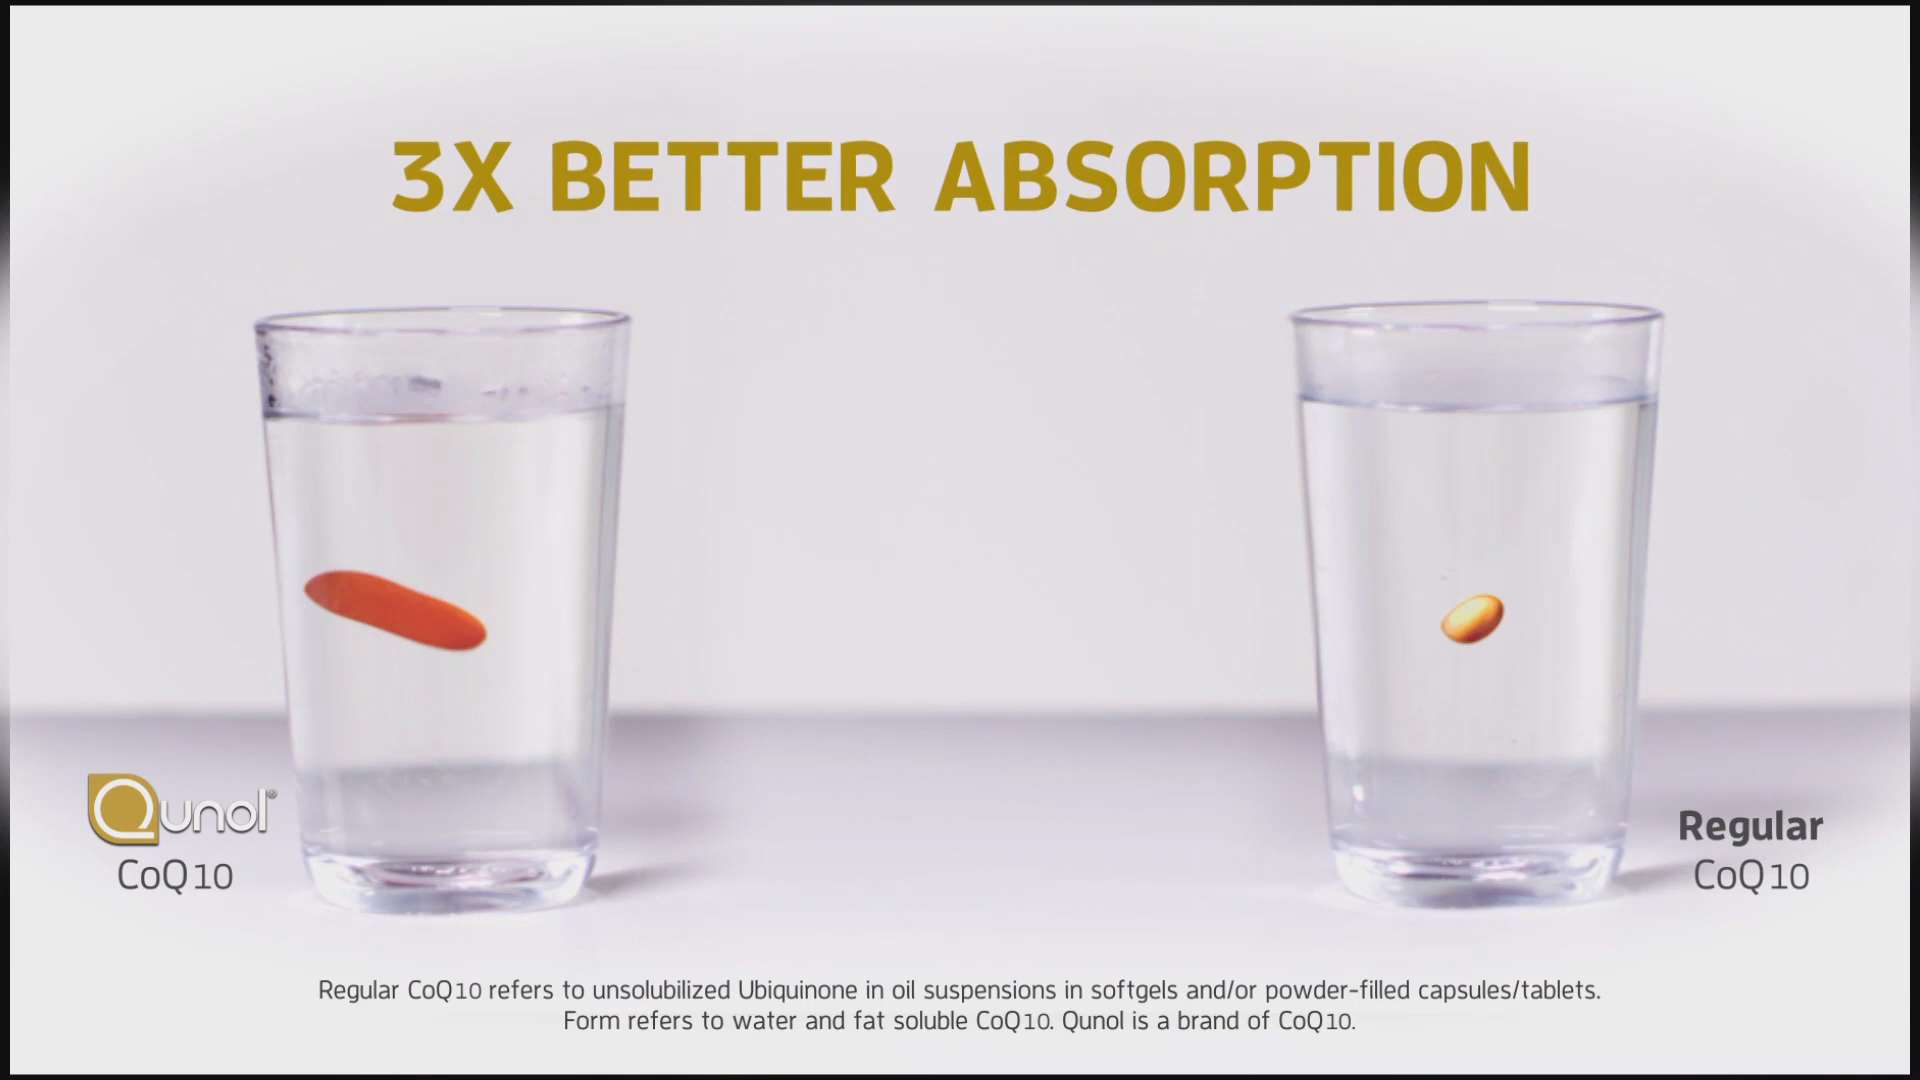 3X BETTER ABSORPTION
Qunol®
CoQ10
Regular
CoQ10
Regular CoQ10 refers to unsolubilized Ubiquinone in oil suspensions in softgels and/or powder-filled capsules/tablets.
Form refers to water and fat soluble CoQ10. Qunol is a brand of CoQ10.